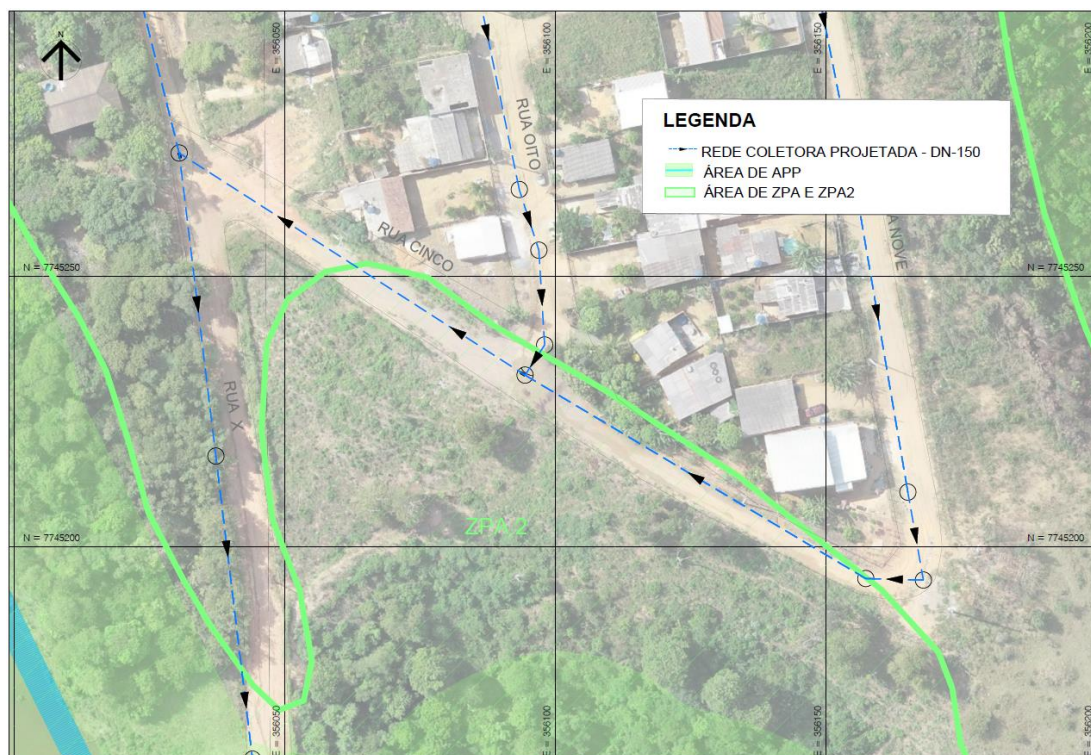 N
E = 356050
E = 356100
E = 356150
E = 356200
RUA OITO
LEGENDA
REDE COLETORA PROJETADA - DN-150
ÁREA DE APP
ÁREA DE ZPA E ZPA2
RUA CINCO
A NOVE
N = 7745250
N = 7745250
RUA X
ZPA 2
N = 7745200
N = 7745200
E = 356050
E = 356100
E = 356150
E = 356200